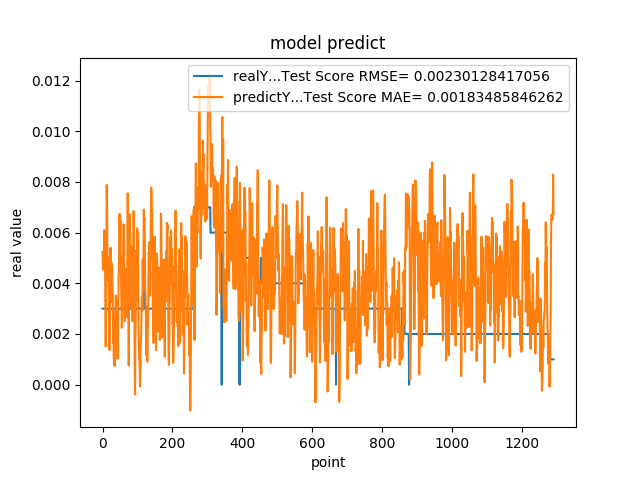 model predict
realY...Test Score RMSE= 0.00230128417056
predictY...Test Score MAE= 0.00183485846262
0.012
0.010
0.008
0.006
0.004
0.002
0.000
real value
0 200 400 600 800 1000 1200
point